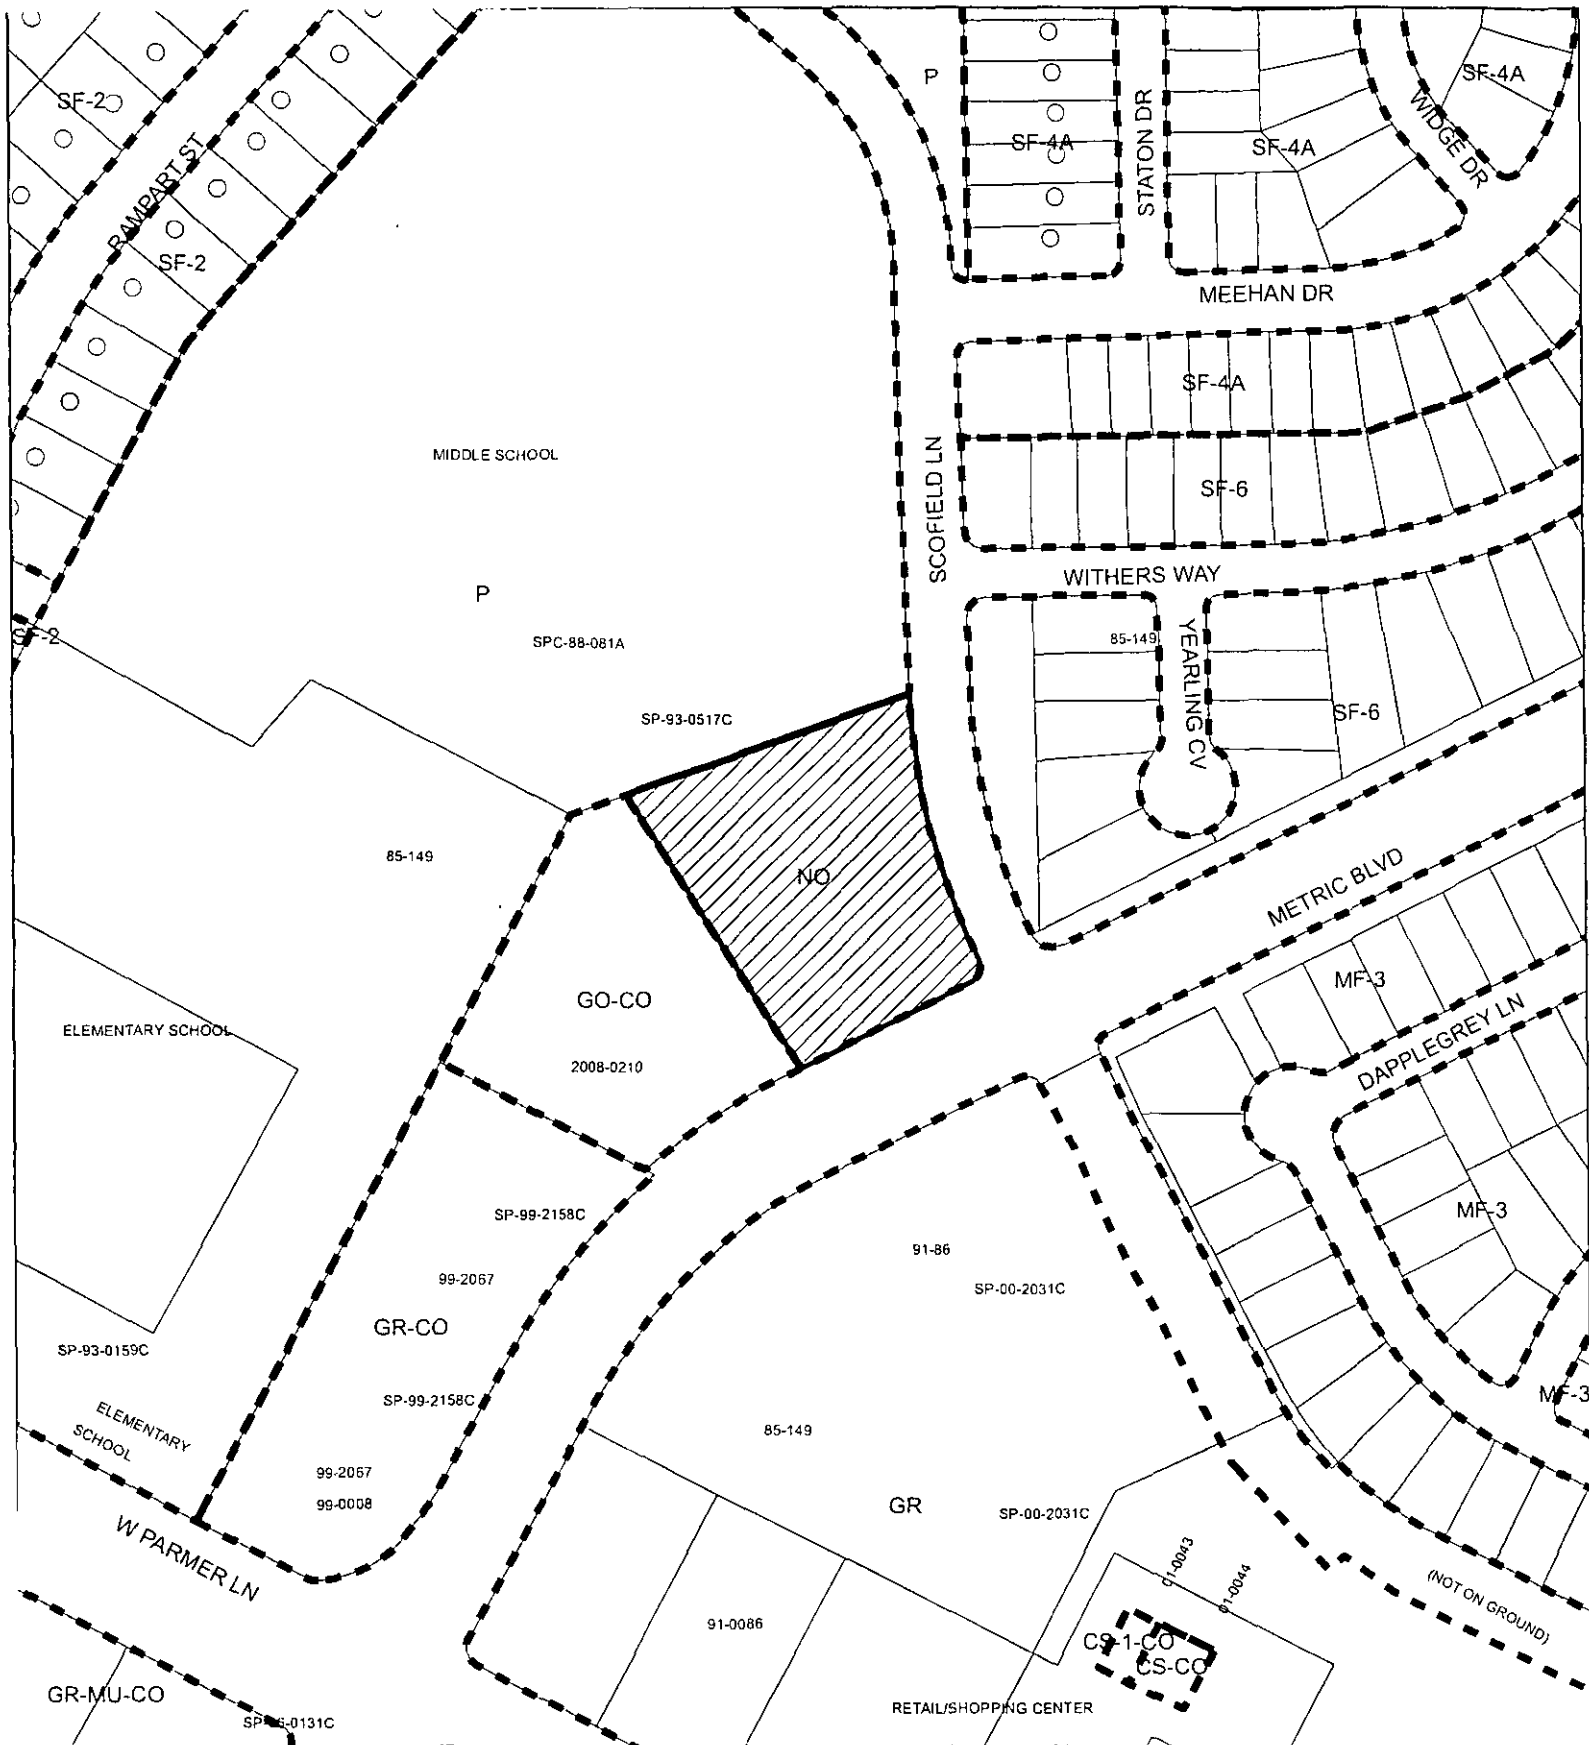 P
SF-4A
SF-2
WIDGE DR
STATON DR
SF-4A
SF-4A
RAMPART ST
SF-2
MEEHAN DR
SF-4A
MIDDLE SCHOOL
SCOFIELD LN
SF-6
WITHERS WAY
P
SF-2
SPC-88-081A
85-149
YEARLING CV
SP-93-0517C
SF-6
85-149
NO
METRIC BLVD
MF-3
GO-CO
ELEMENTARY SCHOOL
DAPPLEGREY LN
2008-0210
SP-99-2158C
MF-3
91-86
99-2067
SP-00-2031C
GR-CO
SP-93-0159C
SP-99-2158C
MF-3
ELEMENTARY
SCHOOL
85-149
99-2067
99-0008
GR
SP-00-2031C
W PARMER LN
01-0043
01-0044
(NOT ON GROUND)
91-0086
CS-1-CO
CS-CO
GR-MU-CO
RETAIL/SHOPPING CENTER